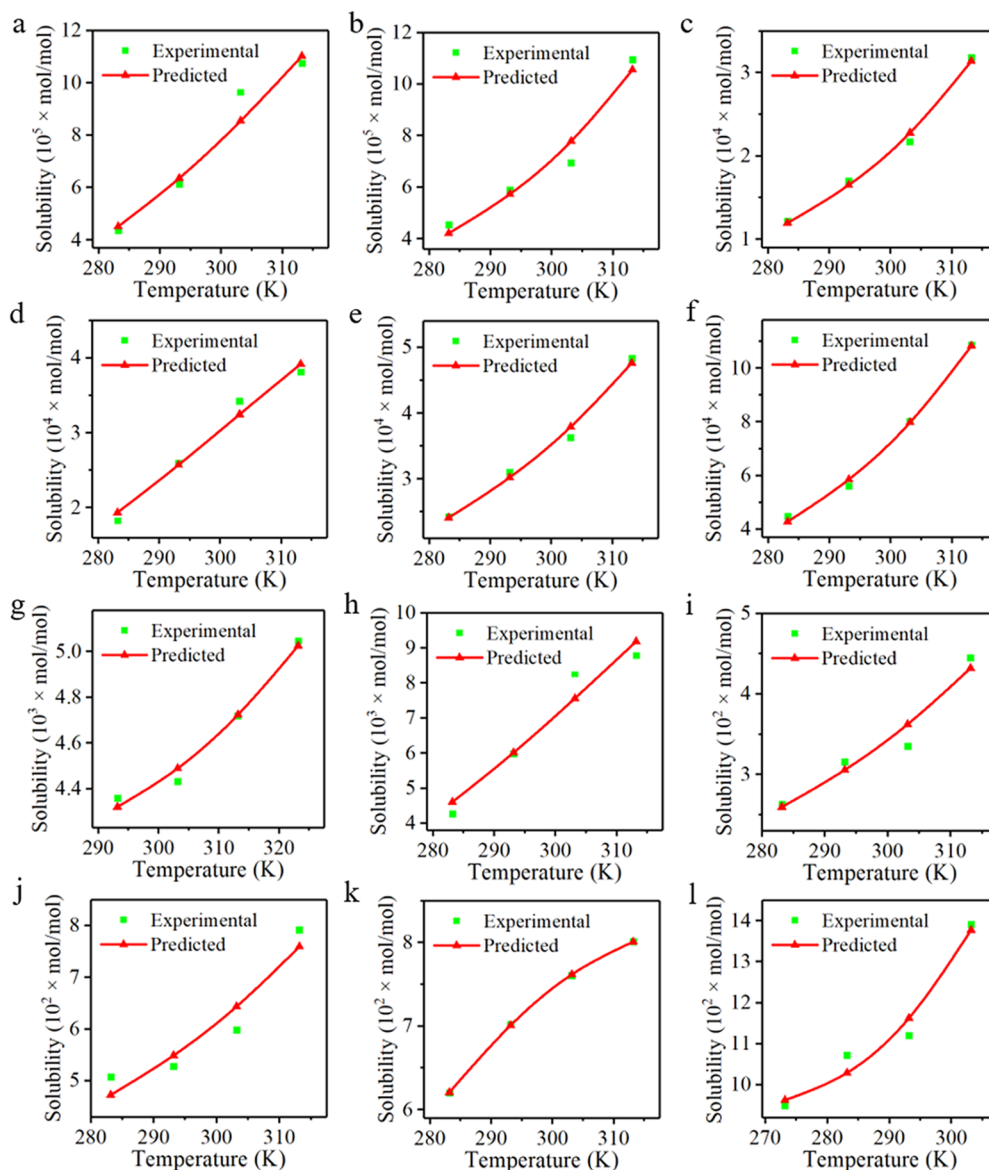 a
12
10
8
6
4
280 290 300 310
Experimental
Predicted
Solubility (10⁵ × mol/mol)
Temperature (K)
b
12
10
8
6
4
280 290 300 310
Experimental
Predicted
Solubility (10⁵ × mol/mol)
Temperature (K)
c
3
2
1
280 290 300 310
Experimental
Predicted
Solubility (10⁴ × mol/mol)
Temperature (K)
d
4
3
2
280 290 300 310
Experimental
Predicted
Solubility (10⁴ × mol/mol)
Temperature (K)
e
5
4
3
280 290 300 310
Experimental
Predicted
Solubility (10⁴ × mol/mol)
Temperature (K)
f
10
8
6
4
280 290 300 310
Experimental
Predicted
Solubility (10⁴ × mol/mol)
Temperature (K)
g
5.0
4.8
4.6
4.4
290 300 310 320
Experimental
Predicted
Solubility (10³ × mol/mol)
Temperature (K)
h
10
9
8
7
6
5
4
280 290 300 310
Experimental
Predicted
Solubility (10³ × mol/mol)
Temperature (K)
i
5
4
3
280 290 300 310
Experimental
Predicted
Solubility (10² × mol/mol)
Temperature (K)
j
8
7
6
5
280 290 300 310
Experimental
Predicted
Solubility (10² × mol/mol)
Temperature (K)
k
8
7
6
280 290 300 310
Experimental
Predicted
Solubility (10² × mol/mol)
Temperature (K)
l
14
13
12
11
10
270 280 290 300
Experimental
Predicted
Solubility (10² × mol/mol)
Temperature (K)